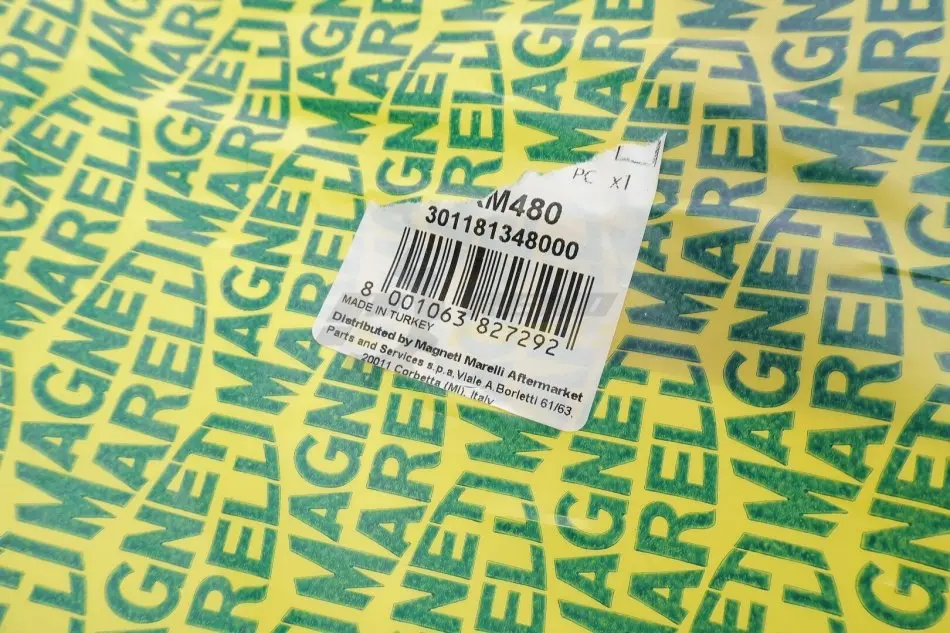 MAGNETI MARELLI
PC x1
M480
301181348000
8 001063 827292
MADE IN TURKEY
Distributed by Magneti Marelli Aftermarket
Parts and Services s.p.a. Viale A. Borletti 61/63,
20011 Corbetta (MI), Italy